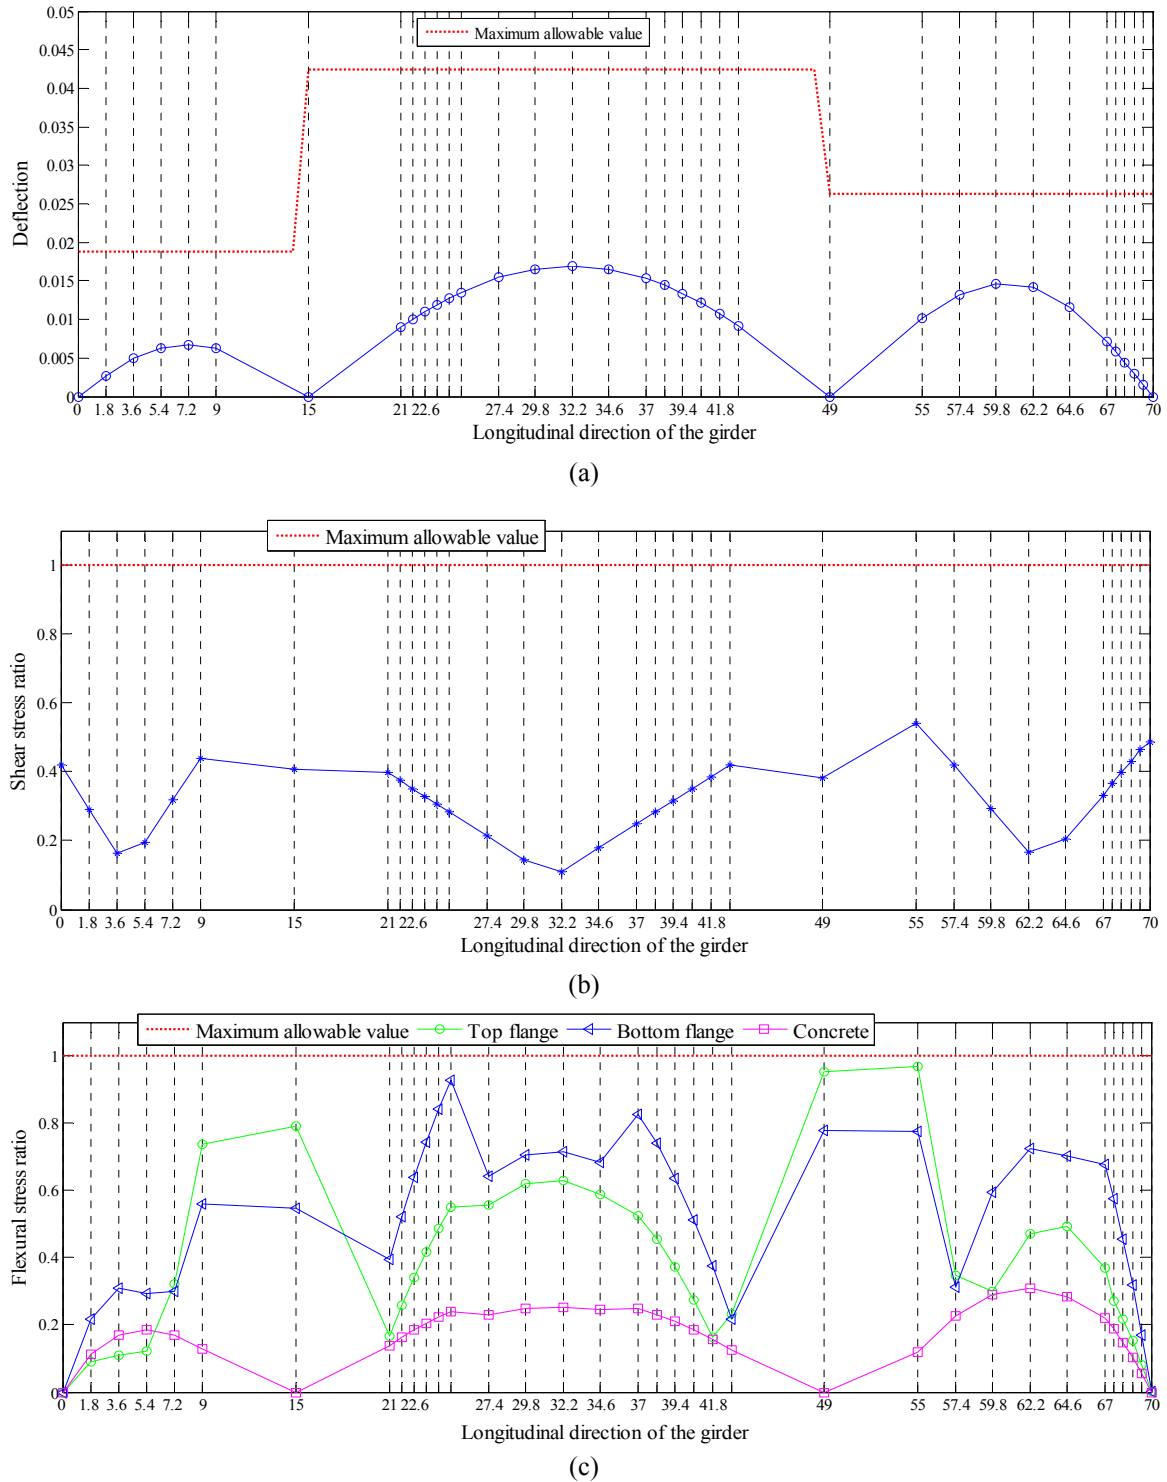 0.05
Maximum allowable value
0.045
0.04
0.035
0.03
0.025
0.02
0.015
0.01
0.005
0
Deflection
0 1.8 3.6 5.4 7.2 9 15 21 22.6 27.4 29.8 32.2 34.6 37 39.4 41.8 49 55 57.4 59.8 62.2 64.6 67 70
Longitudinal direction of the girder
(a)
Maximum allowable value
1
0.8
0.6
0.4
0.2
0
Shear stress ratio
0 1.8 3.6 5.4 7.2 9 15 21 22.6 27.4 29.8 32.2 34.6 37 39.4 41.8 49 55 57.4 59.8 62.2 64.6 67 70
Longitudinal direction of the girder
(b)
Maximum allowable value Top flange Bottom flange Concrete
1
0.8
0.6
0.4
0.2
0
Flexural stress ratio
0 1.8 3.6 5.4 7.2 9 15 21 22.6 27.4 29.8 32.2 34.6 37 39.4 41.8 49 55 57.4 59.8 62.2 64.6 67 70
Longitudinal direction of the girder
(c)